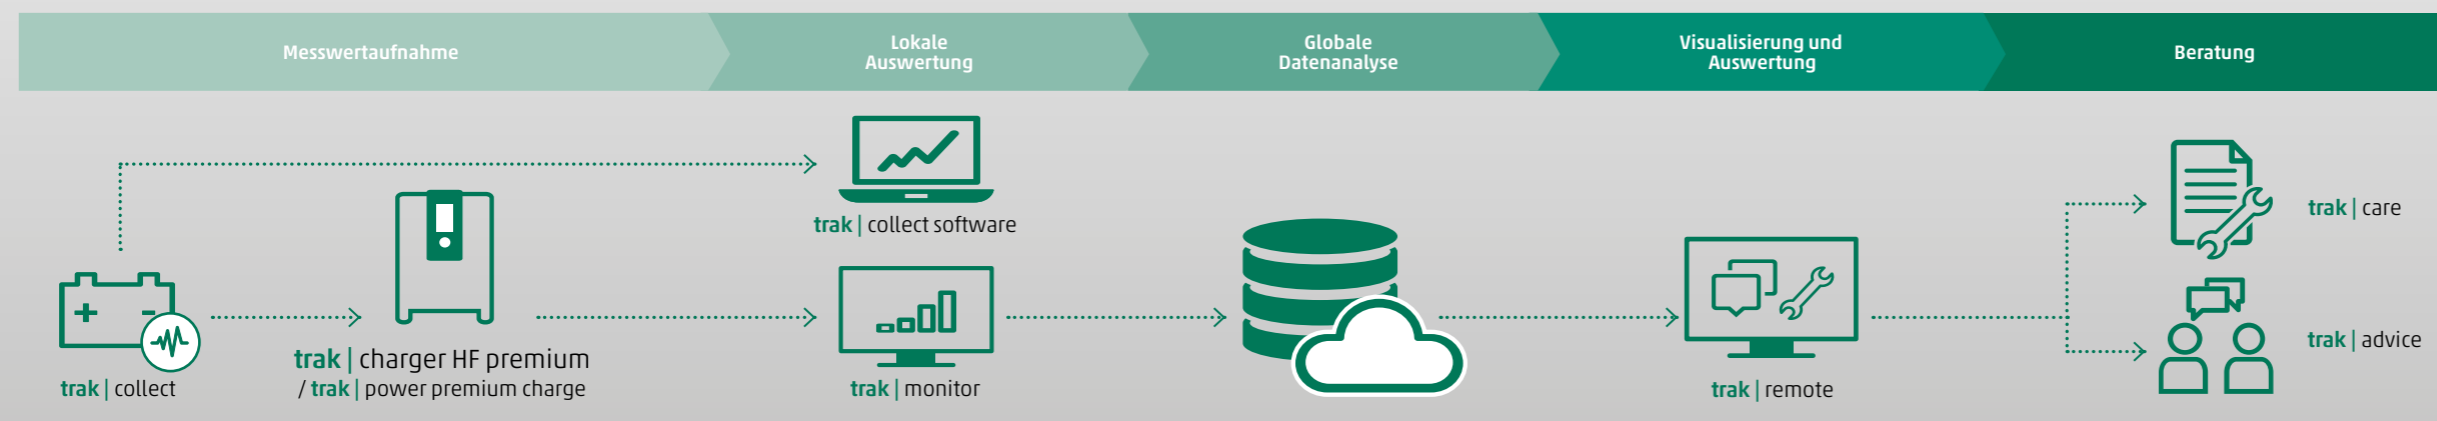 Messwertaufnahme
Lokale
Auswertung
Globale
Datenanalyse
Visualisierung und
Auswertung
Beratung
trak | collect software
trak | care
trak | collect
trak | charger HF premium
/ trak | power premium charge
trak | monitor
trak | remote
trak | advice